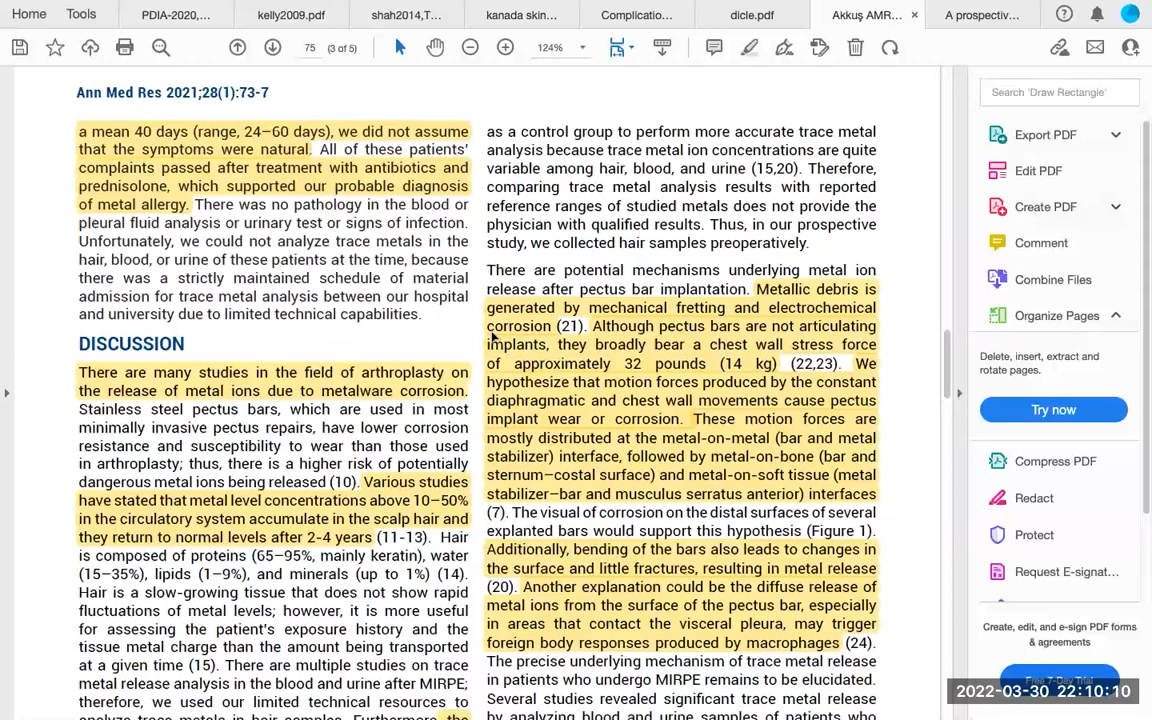 Home
Tools
PDIA-2020,...
kelly2009.pdf
shah2014,T...
kanada skin...
Complicatio...
dicle.pdf
Akkuş AMR...
×
A prospectiv...
75
(3 of 5)
124%
Ann Med Res 2021;28(1):73-7
a mean 40 days (range, 24–60 days), we did not assume
that the symptoms were natural. All of these patients'
complaints passed after treatment with antibiotics and
prednisolone, which supported our probable diagnosis
of metal allergy. There was no pathology in the blood or
pleural fluid analysis or urinary test or signs of infection.
Unfortunately, we could not analyze trace metals in the
hair, blood, or urine of these patients at the time, because
there was a strictly maintained schedule of material
admission for trace metal analysis between our hospital
and university due to limited technical capabilities.
DISCUSSION
There are many studies in the field of arthroplasty on
the release of metal ions due to metalware corrosion.
Stainless steel pectus bars, which are used in most
minimally invasive pectus repairs, have lower corrosion
resistance and susceptibility to wear than those used
in arthroplasty; thus, there is a higher risk of potentially
dangerous metal ions being released (10). Various studies
have stated that metal level concentrations above 10–50%
in the circulatory system accumulate in the scalp hair and
they return to normal levels after 2-4 years (11-13). Hair
is composed of proteins (65–95%, mainly keratin), water
(15–35%), lipids (1–9%), and minerals (up to 1%) (14).
Hair is a slow-growing tissue that does not show rapid
fluctuations of metal levels; however, it is more useful
for assessing the patient's exposure history and the
tissue metal charge than the amount being transported
at a given time (15). There are multiple studies on trace
metal release analysis in the blood and urine after MIRPE;
therefore, we used our limited technical resources to
analyze trace metals in hair samples. Furthermore, the
as a control group to perform more accurate trace metal
analysis because trace metal ion concentrations are quite
variable among hair, blood, and urine (15,20). Therefore,
comparing trace metal analysis results with reported
reference ranges of studied metals does not provide the
physician with qualified results. Thus, in our prospective
study, we collected hair samples preoperatively.
There are potential mechanisms underlying metal ion
release after pectus bar implantation. Metallic debris is
generated by mechanical fretting and electrochemical
corrosion (21). Although pectus bars are not articulating
implants, they broadly bear a chest wall stress force
of approximately 32 pounds (14 kg) (22,23). We
hypothesize that motion forces produced by the constant
diaphragmatic and chest wall movements cause pectus
implant wear or corrosion. These motion forces are
mostly distributed at the metal-on-metal (bar and metal
stabilizer) interface, followed by metal-on-bone (bar and
sternum–costal surface) and metal-on-soft tissue (metal
stabilizer–bar and musculus serratus anterior) interfaces
(7). The visual of corrosion on the distal surfaces of several
explanted bars would support this hypothesis (Figure 1).
Additionally, bending of the bars also leads to changes in
the surface and little fractures, resulting in metal release
(20). Another explanation could be the diffuse release of
metal ions from the surface of the pectus bar, especially
in areas that contact the visceral pleura, may trigger
foreign body responses produced by macrophages (24).
The precise underlying mechanism of trace metal release
in patients who undergo MIRPE remains to be elucidated.
Several studies revealed significant trace metal release
by analyzing blood and urine samples of patients who
Search 'Draw Rectangle'
Export PDF
Edit PDF
Create PDF
Comment
Combine Files
Organize Pages
Delete, insert, extract and
rotate pages.
Try now
Compress PDF
Redact
Protect
Request E-signat...
Create, edit, and e-sign PDF forms
& agreements
Free 7-Day Trial
2022-03-30 22:10:10